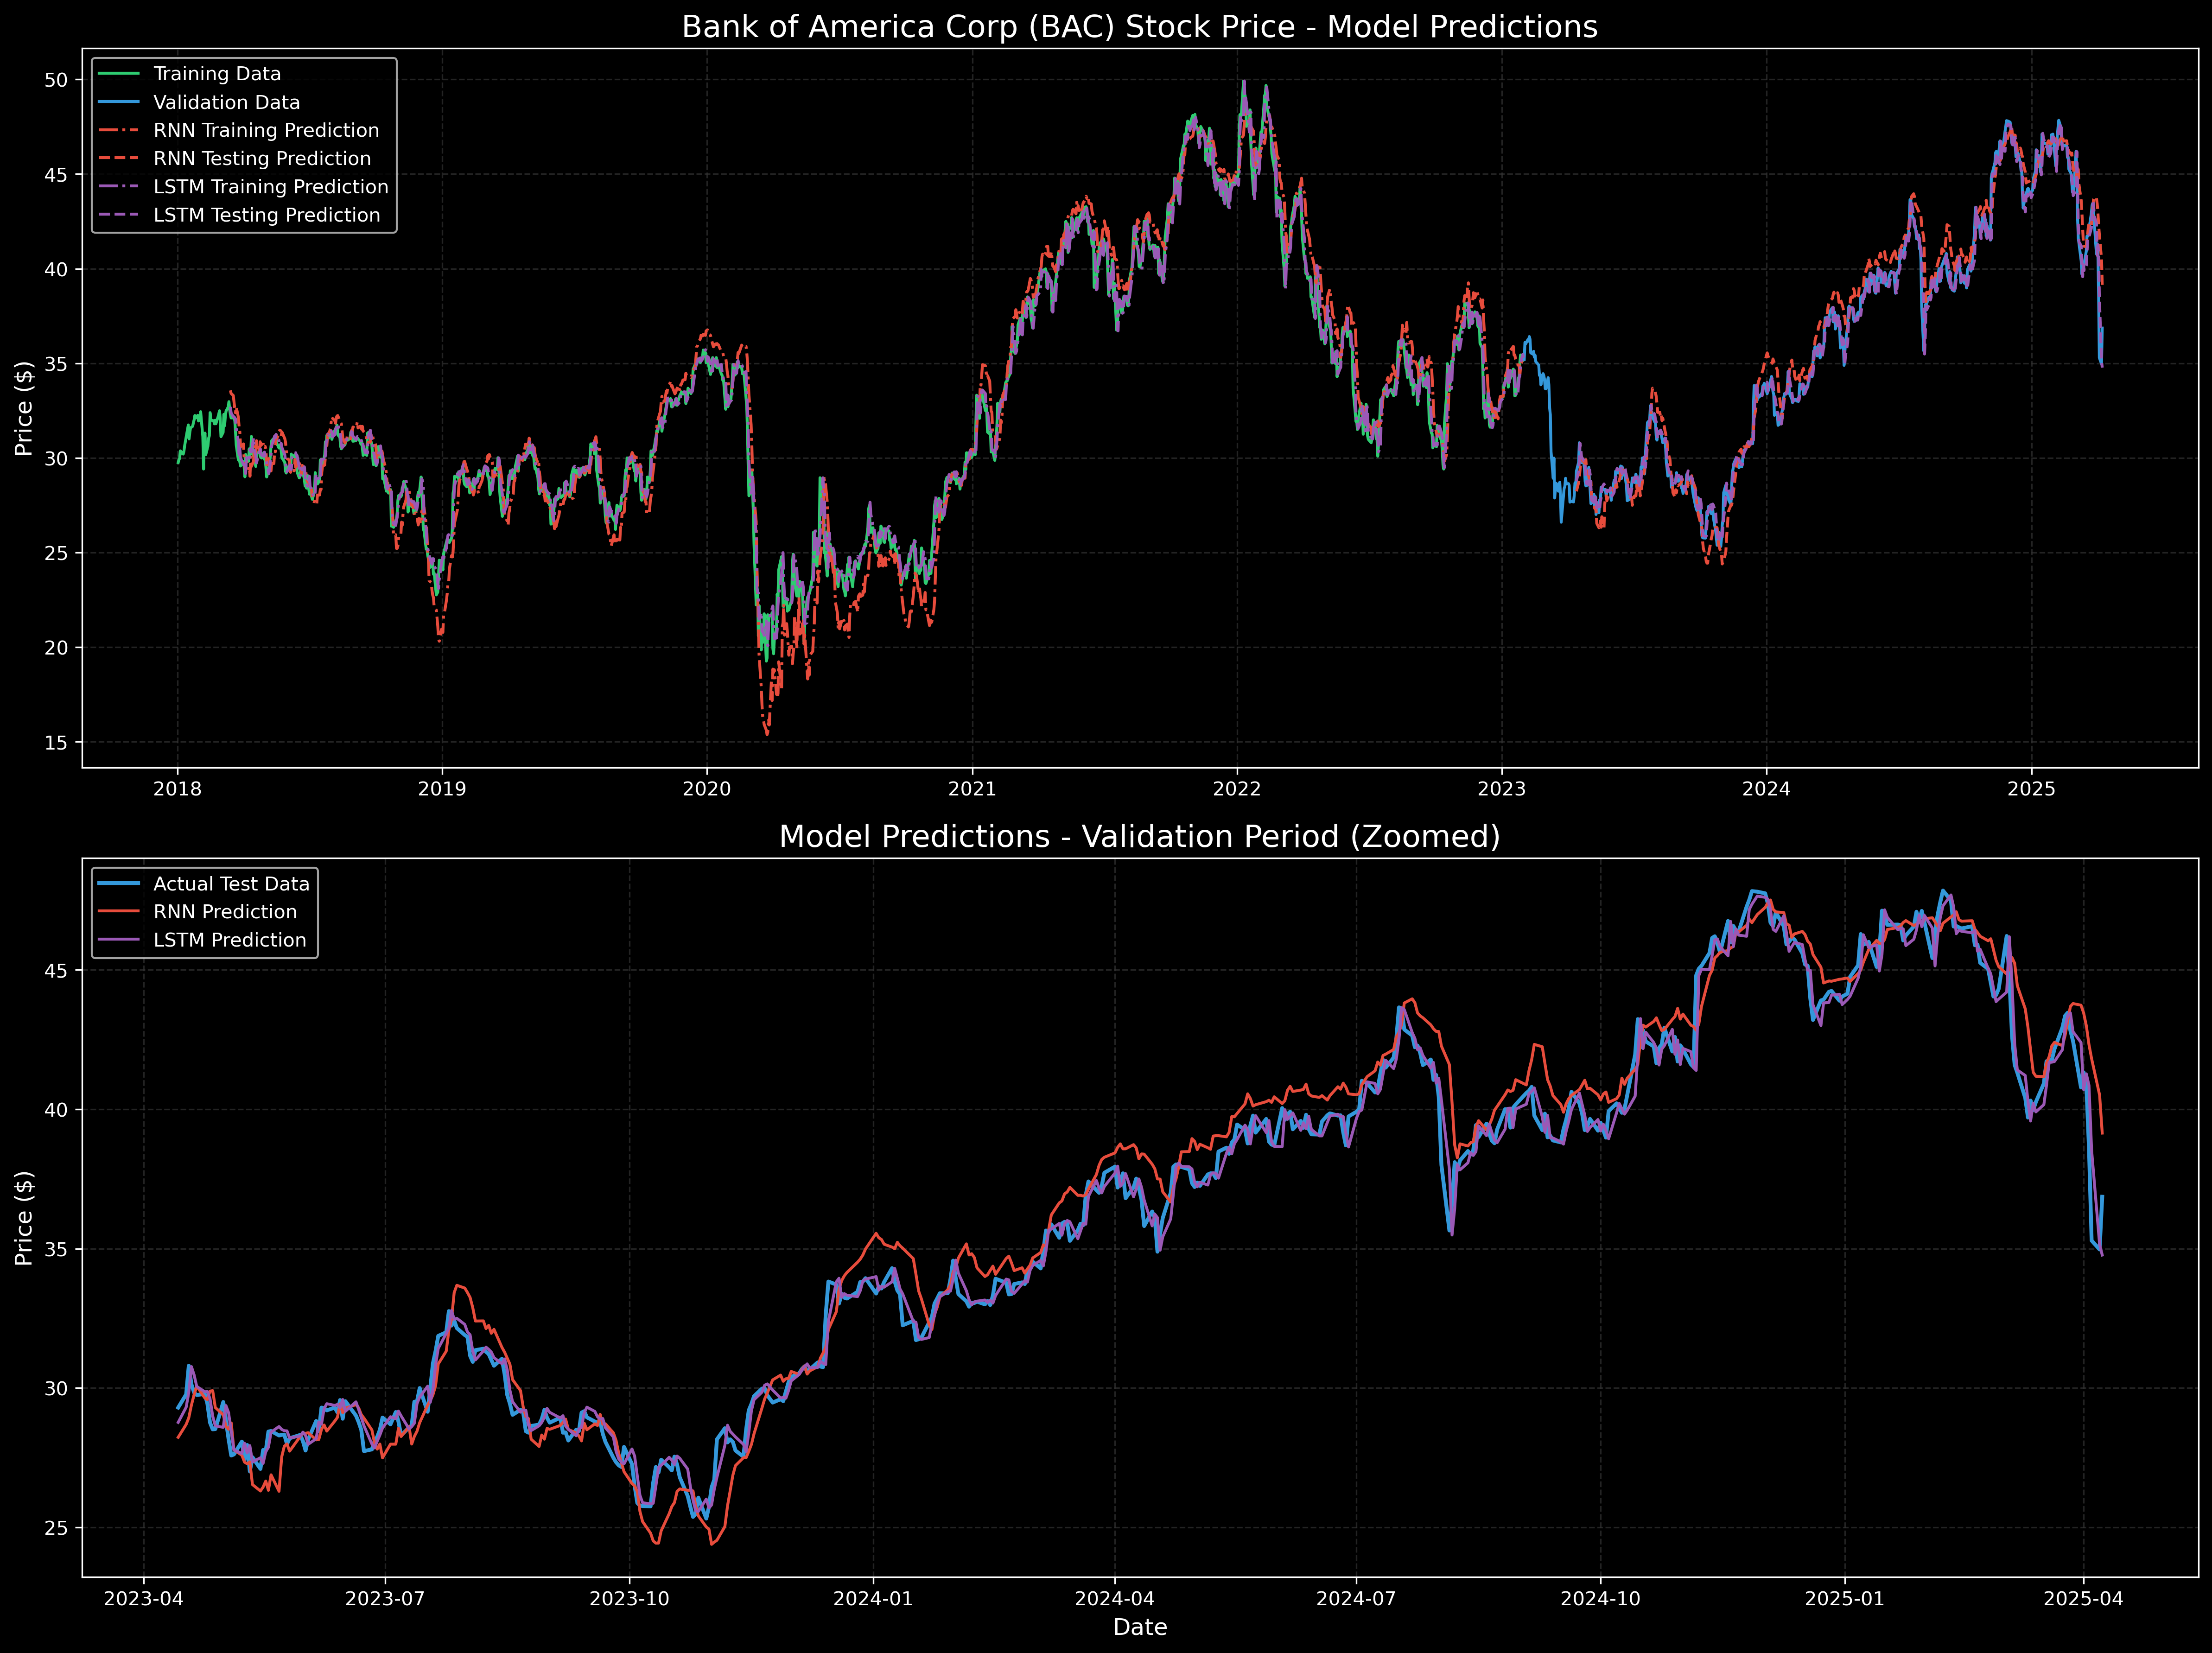 Bank of America Corp (BAC) Stock Price - Model Predictions
Training Data
Validation Data
RNN Training Prediction
RNN Testing Prediction
LSTM Training Prediction
LSTM Testing Prediction
Price ($)
50
45
40
35
30
25
20
15
2018 2019 2020 2021 2022 2023 2024 2025
Model Predictions - Validation Period (Zoomed)
Actual Test Data
RNN Prediction
LSTM Prediction
Price ($)
45
40
35
30
25
2023-04 2023-07 2023-10 2024-01 2024-04 2024-07 2024-10 2025-01 2025-04
Date